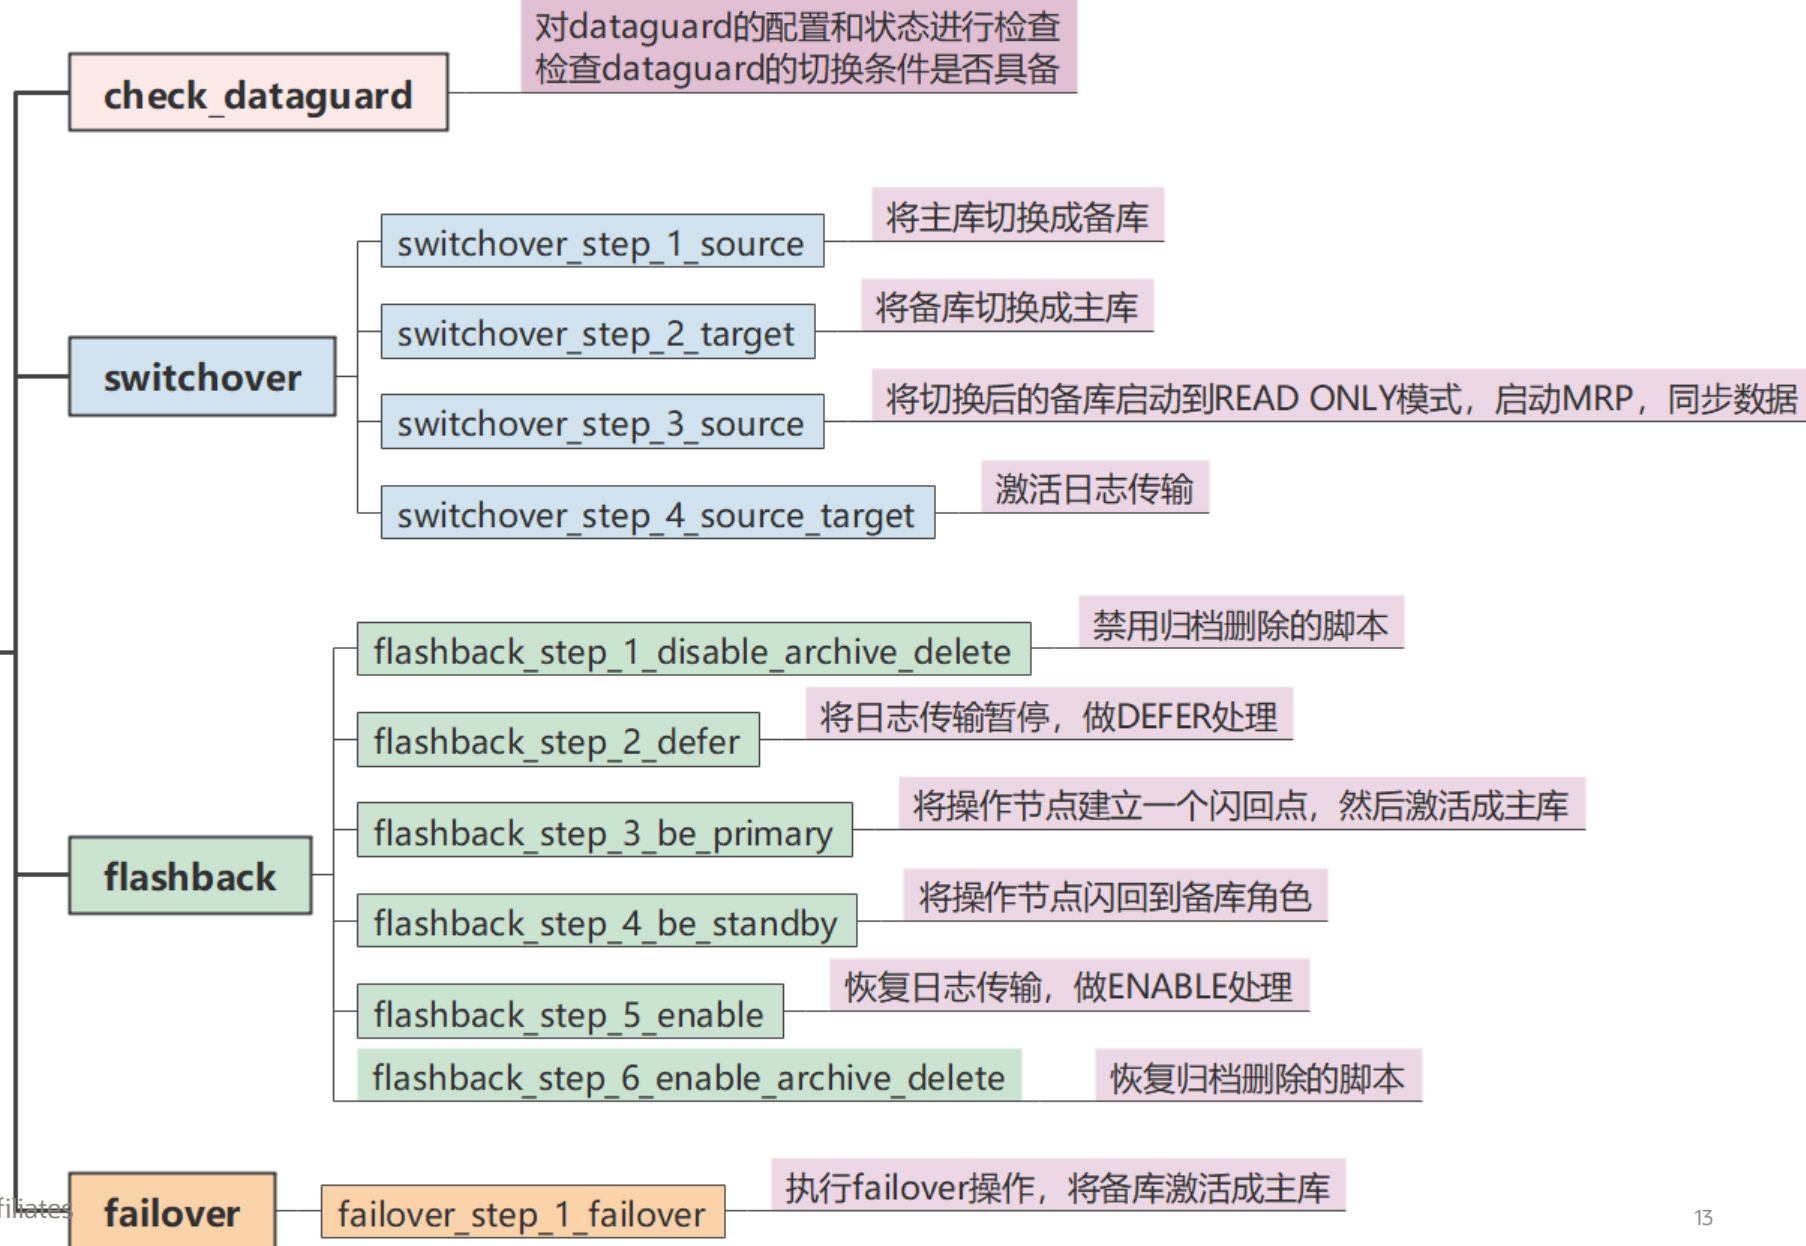 对dataguard的配置和状态进行检查
检查dataguard的切换条件是否具备
check_dataguard
将主库切换成备库
switchover_step_1_source
将备库切换成主库
switchover_step_2_target
switchover
将切换后的备库启动到READ ONLY模式，启动MRP，同步数据
switchover_step_3_source
激活日志传输
switchover_step_4_source_target
禁用归档删除的脚本
flashback_step_1_disable_archive_delete
将日志传输暂停，做DEFER处理
flashback_step_2_defer
将操作节点建立一个闪回点，然后激活成主库
flashback_step_3_be_primary
flashback
将操作节点闪回到备库角色
flashback_step_4_be_standby
恢复日志传输，做ENABLE处理
flashback_step_5_enable
flashback_step_6_enable_archive_delete
恢复归档删除的脚本
执行failover操作，将备库激活成主库
failover
failover_step_1_failover
filiates
13